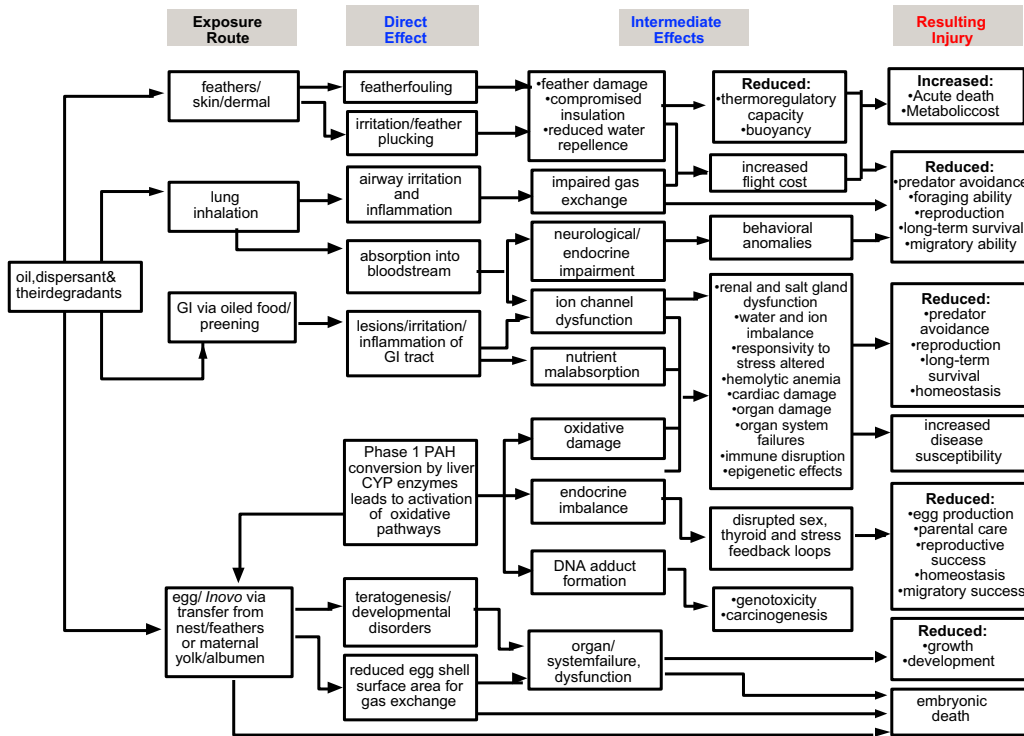 Exposure
Route
Direct
Effect
Intermediate
Effects
Resulting
Injury
oil,dispersant&
theirdegradants
feathers/
skin/dermal
lung
inhalation
GI via oiled food/
preening
egg/ Inovo via
transfer from
nest/feathers
or maternal
yolk/albumen
featherfouling
irritation/feather
plucking
airway irritation
and
inflammation
absorption into
bloodstream
lesions/irritation/
inflammation of
GI tract
Phase 1 PAH
conversion by liver
CYP enzymes
leads to activation
of oxidative
pathways
teratogenesis/
developmental
disorders
reduced egg shell
surface area for
gas exchange
•feather damage
•compromised
insulation
•reduced water
repellence
impaired gas
exchange
neurological/
endocrine
impairment
ion channel
dysfunction
nutrient
malabsorption
oxidative
damage
endocrine
imbalance
DNA adduct
formation
organ/
systemfailure,
dysfunction
Reduced:
•thermoregulatory
capacity
•buoyancy
increased
flight cost
behavioral
anomalies
•renal and salt gland
dysfunction
•water and ion
imbalance
•responsivity to
stress altered
•hemolytic anemia
•cardiac damage
•organ damage
•organ system
failures
•immune disruption
•epigenetic effects
disrupted sex,
thyroid and stress
feedback loops
•genotoxicity
•carcinogenesis
Increased:
•Acute death
•Metaboliccost
Reduced:
•predator avoidance
•foraging ability
•reproduction
•long-term survival
•migratory ability
Reduced:
•predator
avoidance
•reproduction
•long-term
survival
•homeostasis
increased
disease
susceptibility
Reduced:
•egg production
•parental care
•reproductive
success
•homeostasis
•migratory success
Reduced:
•growth
•development
embryonic
death